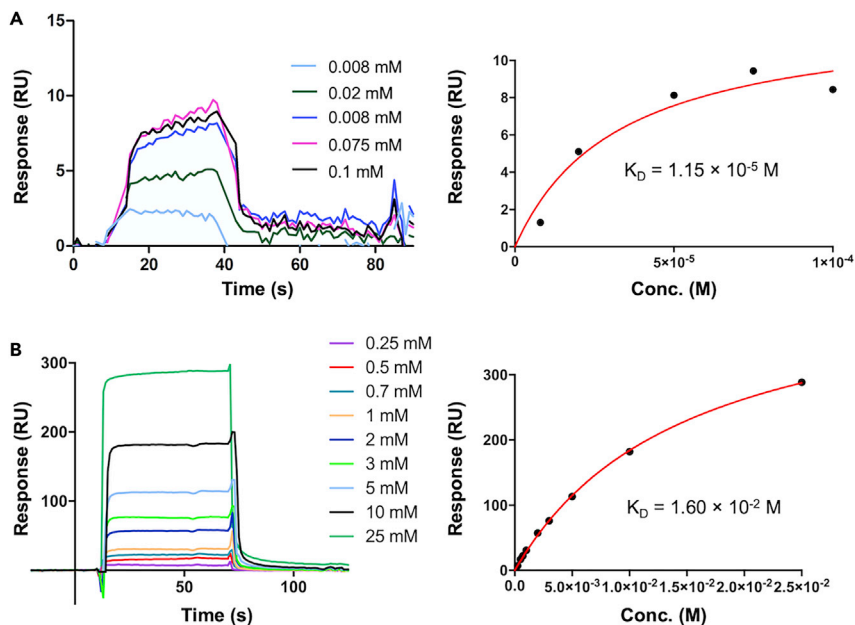 A
15
10
5
0
Response (RU)
0 20 40 60 80
Time (s)
0.008 mM
0.02 mM
0.008 mM
0.075 mM
0.1 mM
10
8
6
4
2
0
Response (RU)
K_D = 1.15 × 10⁻⁵ M
0 5×10⁻⁵ 1×10⁻⁴
Conc. (M)
B
300
200
100
Response (RU)
50 100
Time (s)
0.25 mM
0.5 mM
0.7 mM
1 mM
2 mM
3 mM
5 mM
10 mM
25 mM
300
200
100
0
Response (RU)
K_D = 1.60 × 10⁻² M
0.0 5.0×10⁻³ 1.0×10⁻² 1.5×10⁻² 2.0×10⁻² 2.5×10⁻²
Conc. (M)